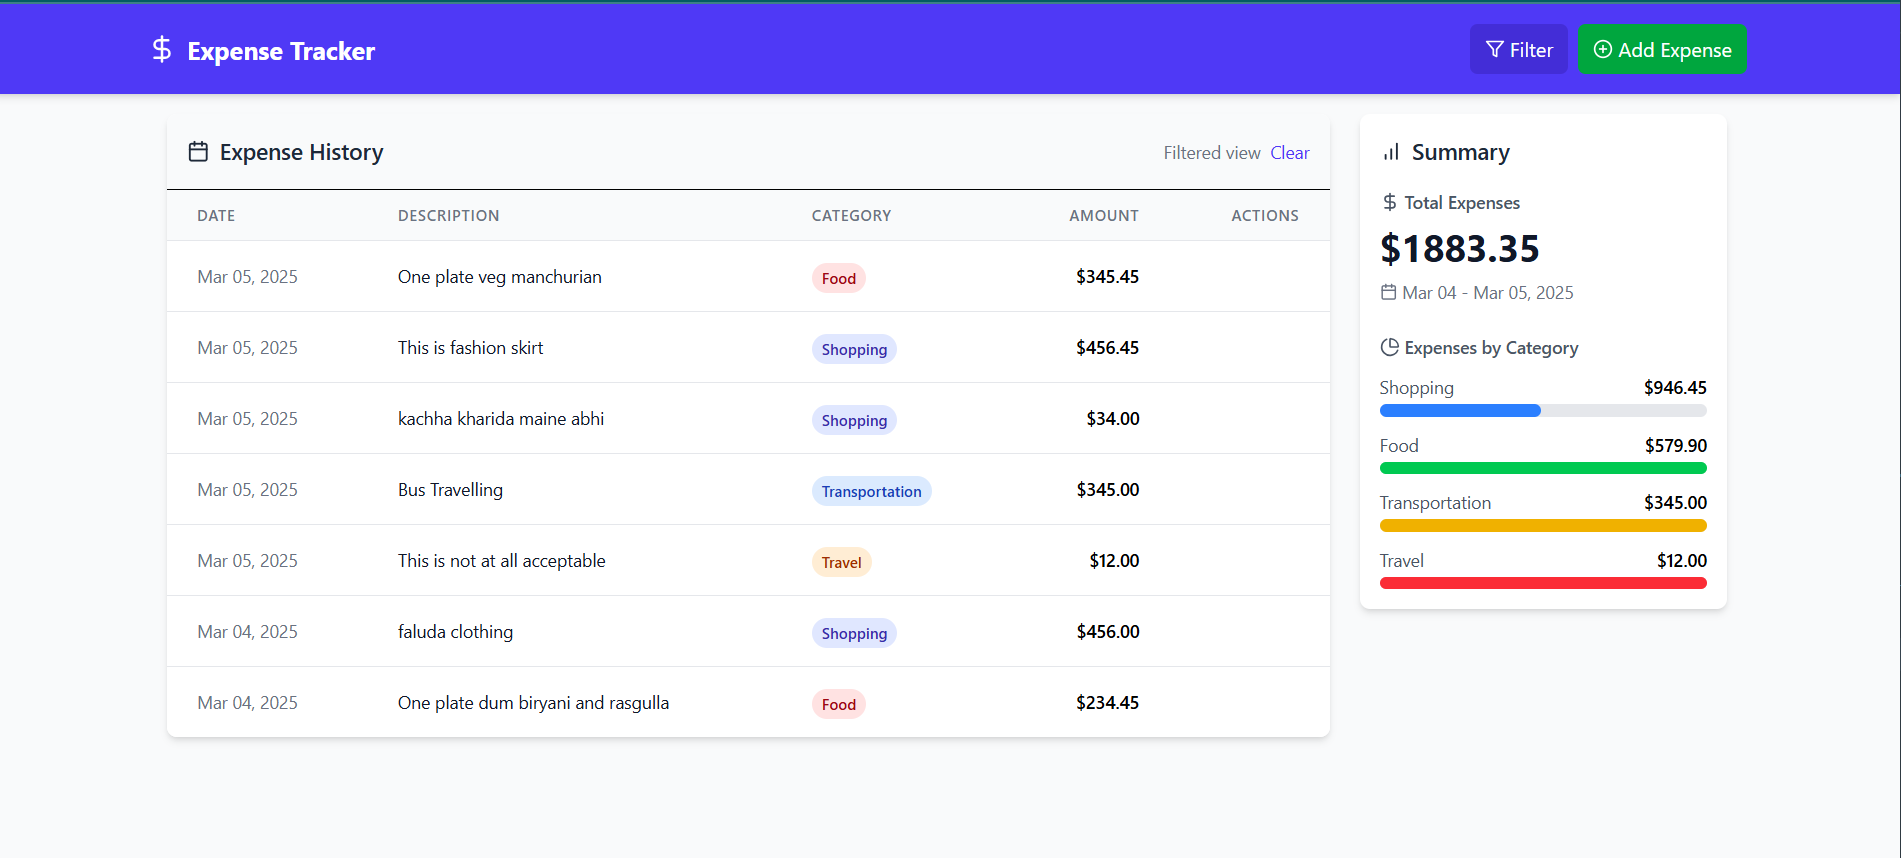 Expense Tracker
Filter
Add Expense
Expense History
Filtered view Clear
DATE DESCRIPTION CATEGORY AMOUNT ACTIONS
Mar 05, 2025 One plate veg manchurian Food $345.45
Mar 05, 2025 This is fashion skirt Shopping $456.45
Mar 05, 2025 kachha kharida maine abhi Shopping $34.00
Mar 05, 2025 Bus Travelling Transportation $345.00
Mar 05, 2025 This is not at all acceptable Travel $12.00
Mar 04, 2025 faluda clothing Shopping $456.00
Mar 04, 2025 One plate dum biryani and rasgulla Food $234.45
Summary
Total Expenses
$1883.35
Mar 04 - Mar 05, 2025
Expenses by Category
Shopping $946.45
Food $579.90
Transportation $345.00
Travel $12.00